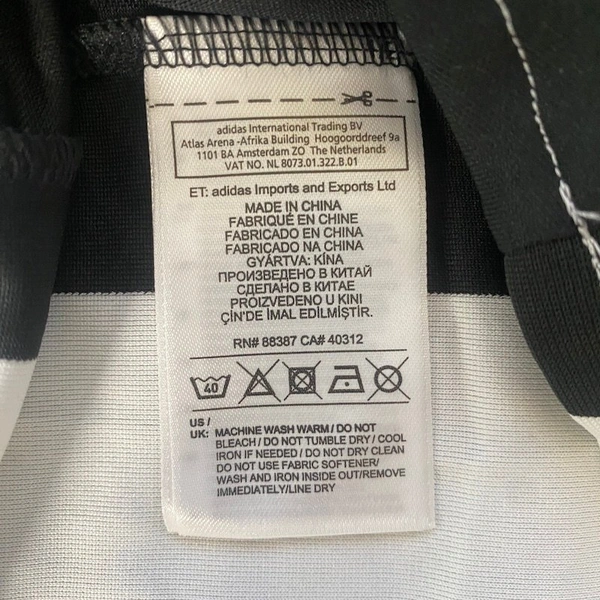 adidas International Trading BV
Atlas Arena -Afrika Building Hoogoorddreef 9a
1101 BA Amsterdam ZO The Netherlands
VAT NO. NL 8073.01.322.B.01
ET: adidas Imports and Exports Ltd
MADE IN CHINA
FABRIQUÉ EN CHINE
FABRICADO EN CHINA
FABRICADO NA CHINA
GYÁRTVA: KÍNA
ПРОИЗВЕДЕНО В КИТАЙ
СДЕЛАНО В КИТАЕ
PROIZVEDENO U KINI
ÇİN'DE İMAL EDİLMİŞTİR.
RN# 88387 CA# 40312
40
US /
UK: MACHINE WASH WARM / DO NOT
BLEACH / DO NOT TUMBLE DRY / COOL
IRON IF NEEDED / DO NOT DRY CLEAN
DO NOT USE FABRIC SOFTENER/
WASH AND IRON INSIDE OUT/REMOVE
IMMEDIATELY/LINE DRY